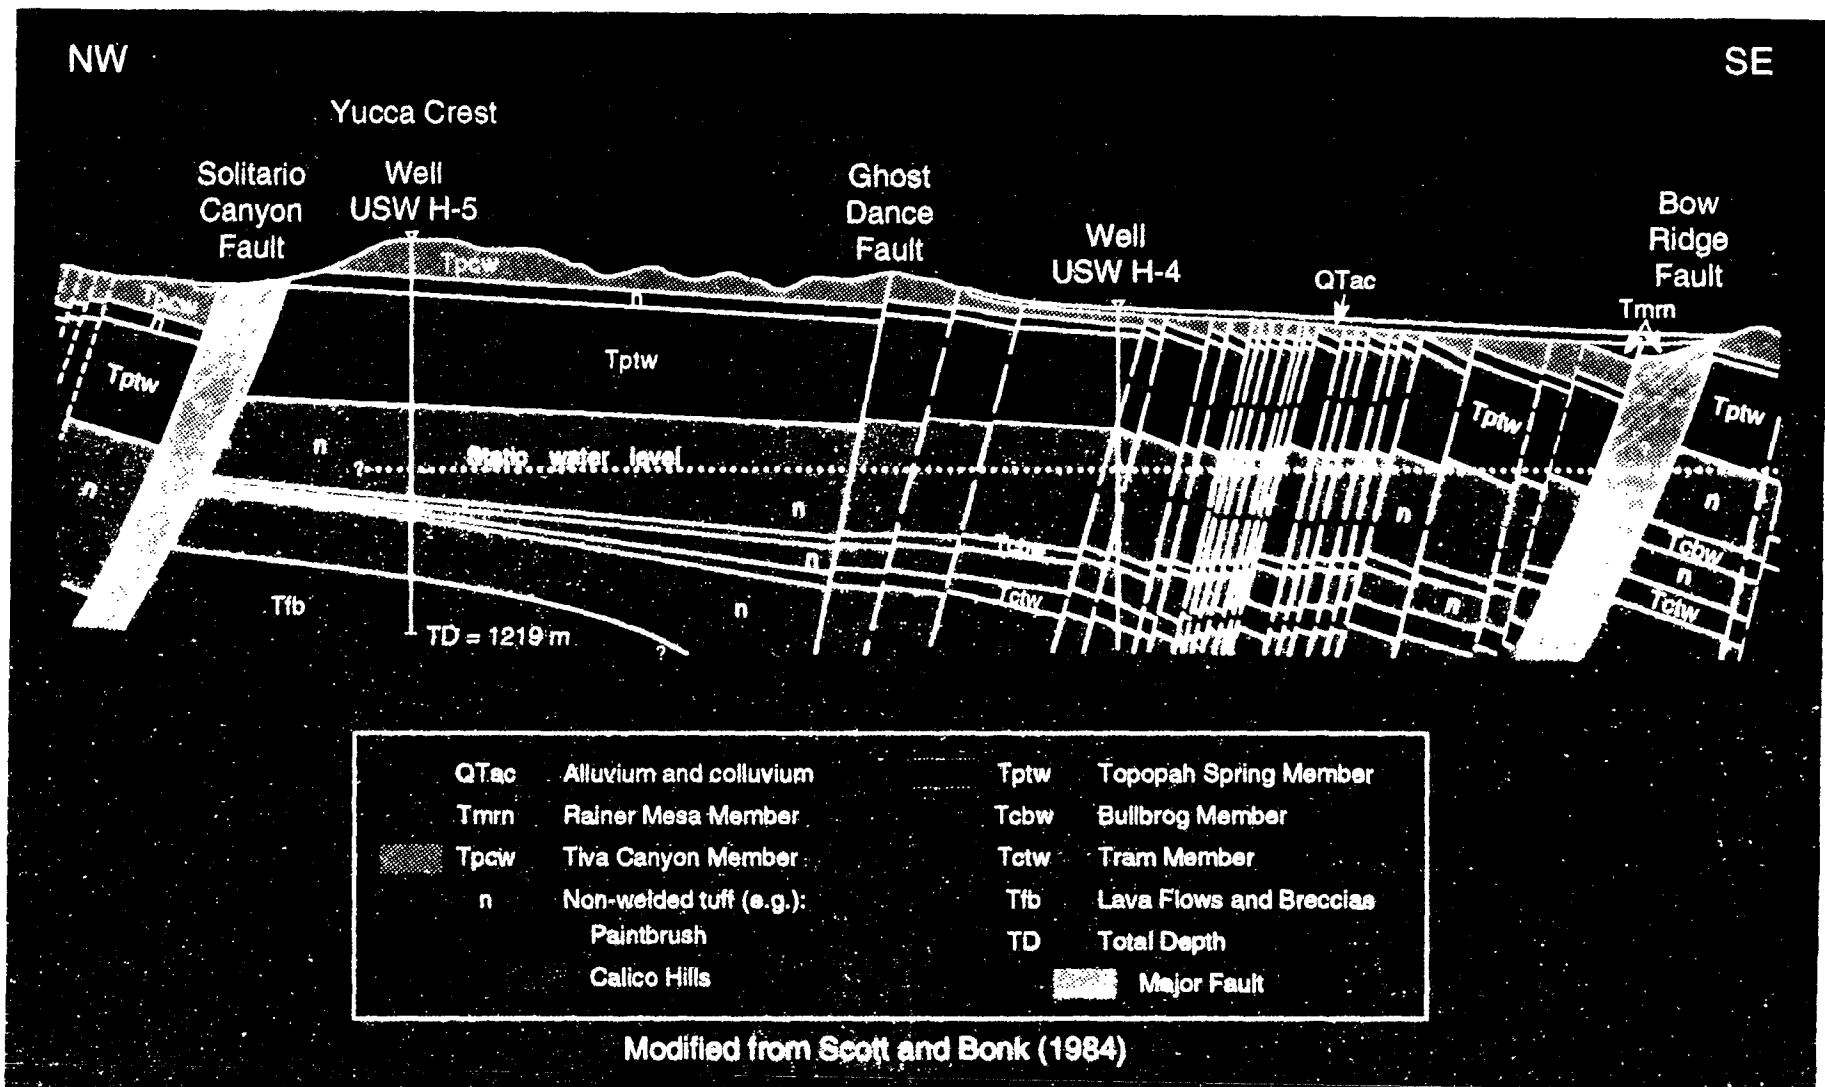 NW
SE
Yucca Crest
Solitario
Canyon
Fault
Well
USW H-5
Ghost
Dance
Fault
Well
USW H-4
QTac
Bow
Ridge
Fault
Tmrn
Tpcw
Tpcw
n
n
Tptw
Tptw
Tptw
Tptw
n
Static water level
?
n
n
n
n
Tcbw
Tcbw
n
n
n
Tctw
Tctw
Tfb
n
TD = 1219 m
?
QTac Alluvium and colluvium
Tmrn Rainer Mesa Member
Tpcw Tiva Canyon Member
n Non-welded tuff (e.g.):
Paintbrush
Calico Hills
Tptw Topopah Spring Member
Tcbw Bullbrog Member
Tctw Tram Member
Tfb Lava Flows and Breccias
TD Total Depth
Major Fault
Modified from Scott and Bonk (1984)